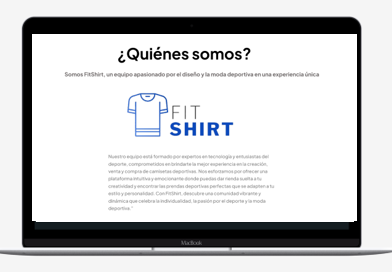 ¿Quiénes somos?
Somos FitShirt, un equipo apasionado por el diseño y la moda deportiva en una experiencia única
FIT
SHIRT
Nuestro equipo está formado por expertos en tecnología y entusiastas del
deporte, comprometidos en brindarte la mejor experiencia en la creación,
venta y compra de camisetas deportivas. Nos esforzamos por ofrecer una
plataforma intuitiva y emocionante donde puedas dar rienda suelta a tu
creatividad y encontrar las prendas deportivas perfectas que se adapten a tu
estilo y personalidad. Con FitShirt, descubre una comunidad vibrante y
dinámica que celebra la individualidad, la pasión por el deporte y la moda
deportiva."
MacBook